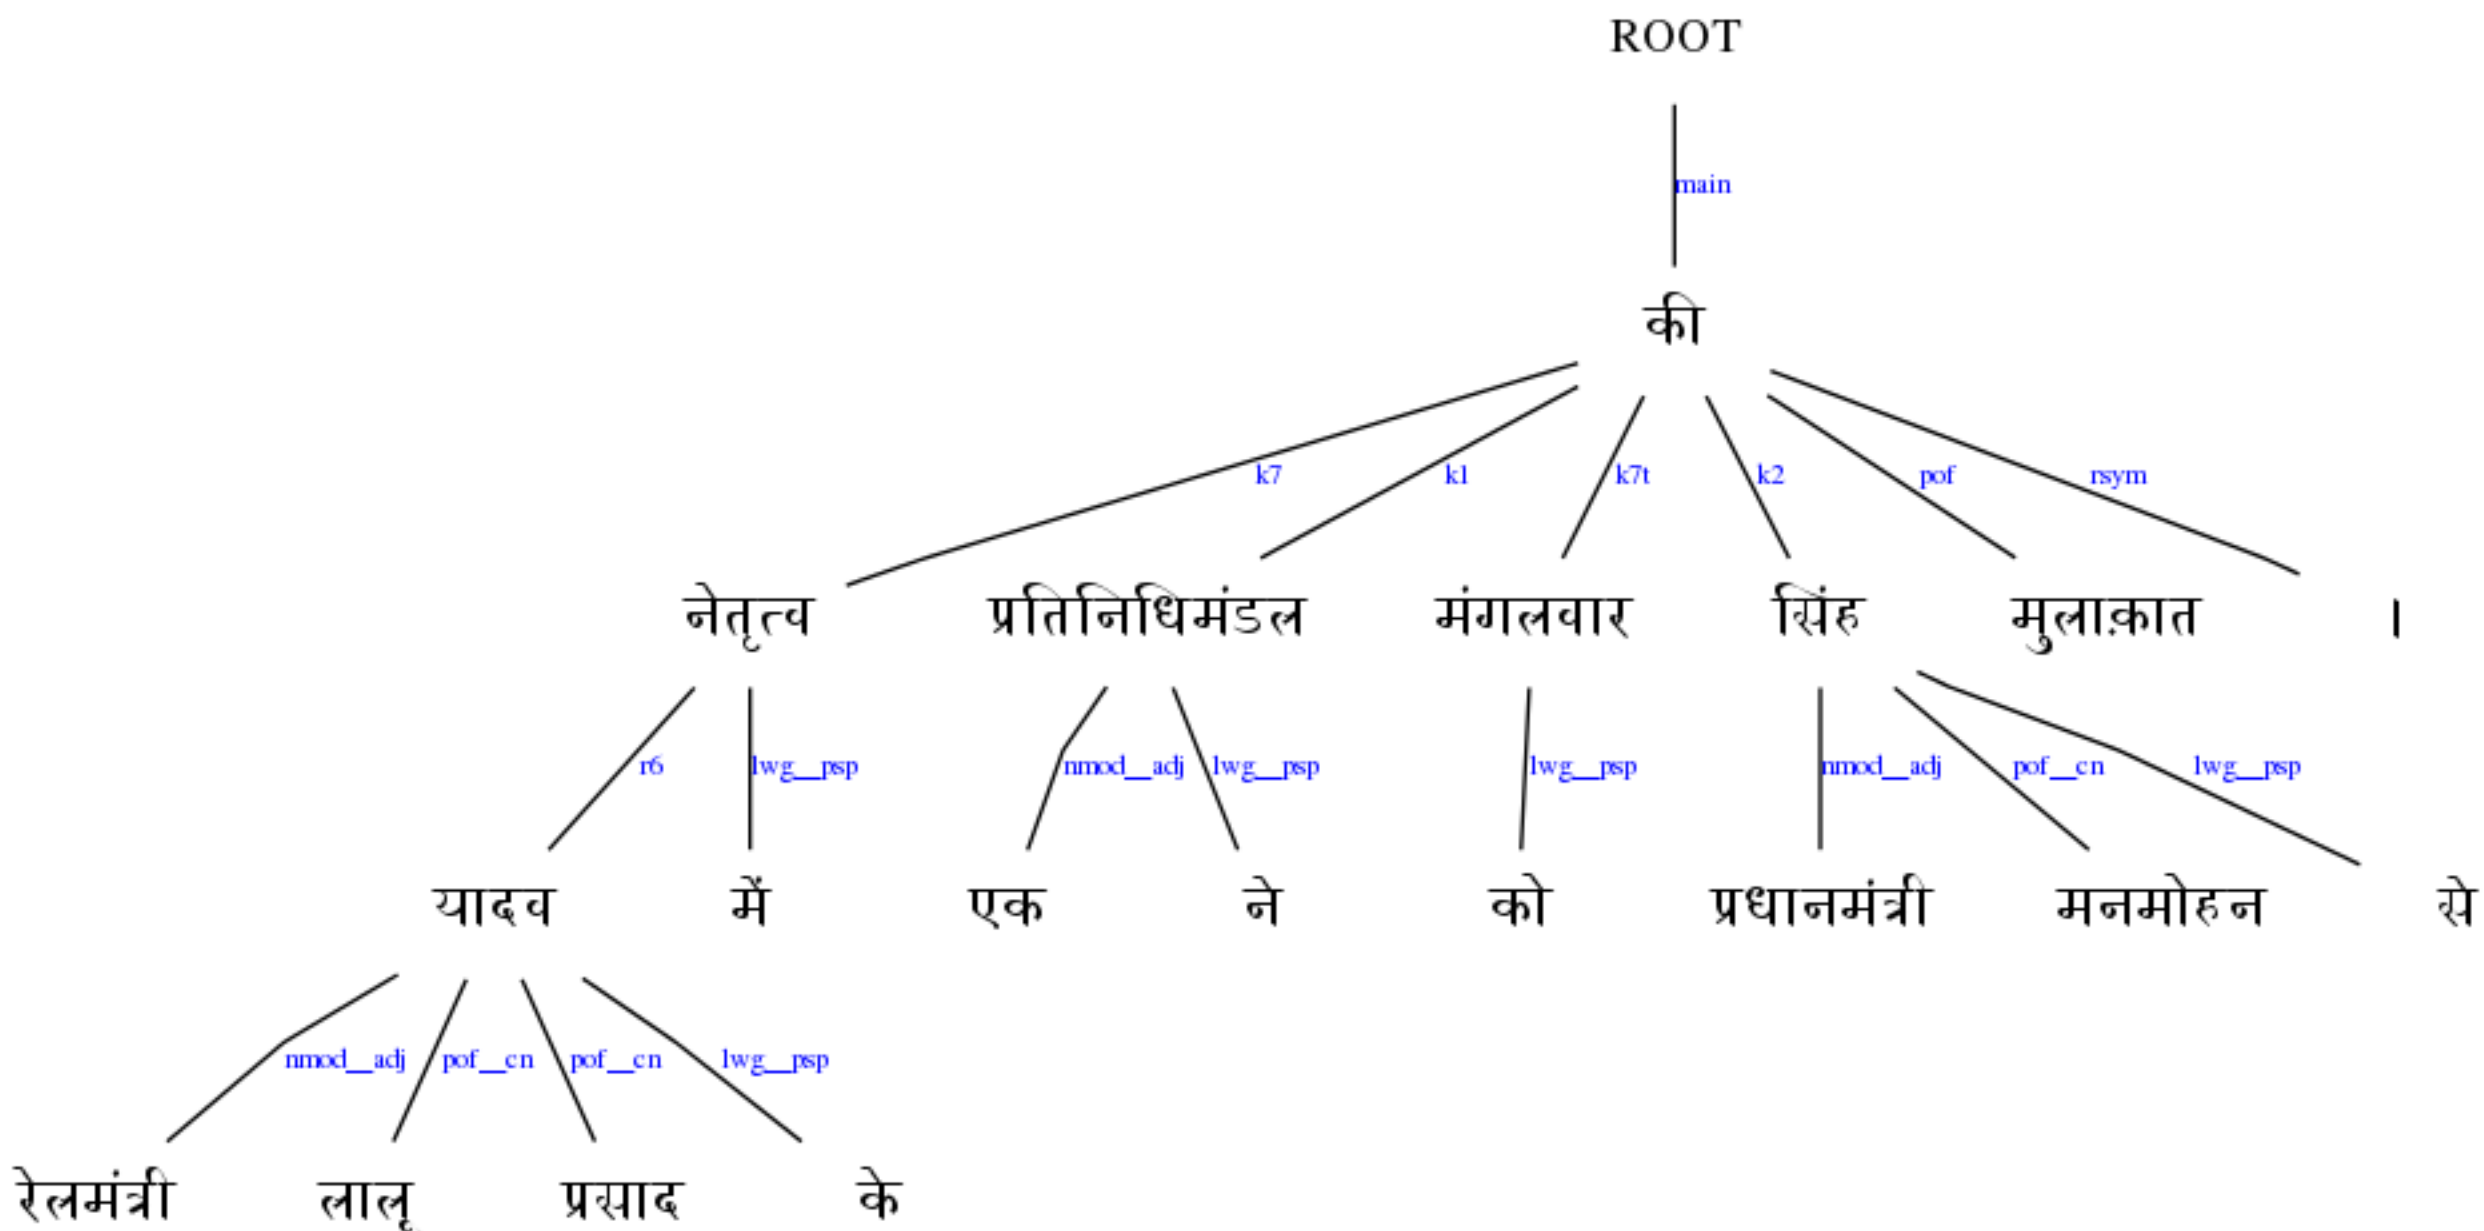 ROOT
main
की
k7 k1 k7t k2 pof rsym
नेतृत्व प्रतिनिधिमंडल मंगलवार सिंह मुलाक़ात ।
r6 lwg__psp nmod__adj lwg__psp lwg__psp nmod__adj pof__cn lwg__psp
यादव में एक ने को प्रधानमंत्री मनमोहन से
nmod__adj pof__cn pof__cn lwg__psp
रेलमंत्री लालू प्रसाद के